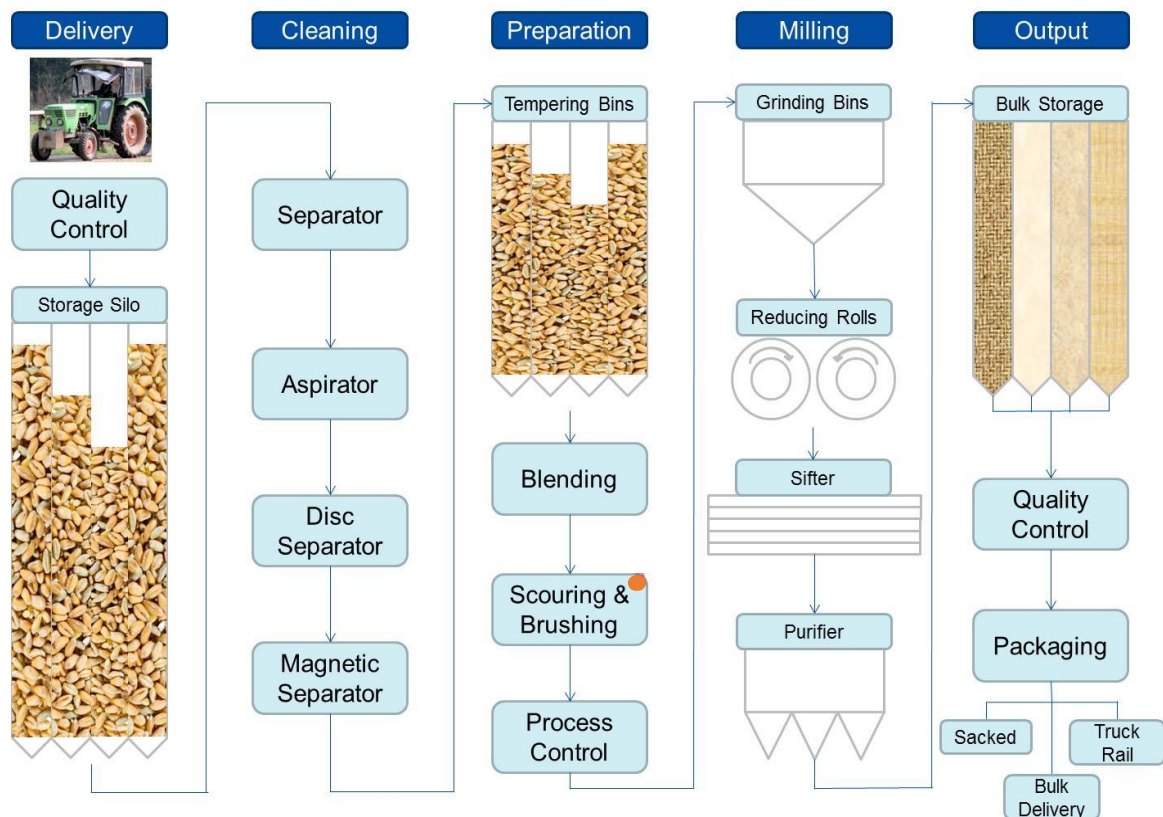 Delivery
Cleaning
Preparation
Milling
Output
Quality
Control
Storage Silo
Separator
Aspirator
Disc
Separator
Magnetic
Separator
Tempering Bins
Blending
Scouring &
Brushing
Process
Control
Grinding Bins
Reducing Rolls
Sifter
Purifier
Bulk Storage
Quality
Control
Packaging
Sacked
Truck
Rail
Bulk
Delivery